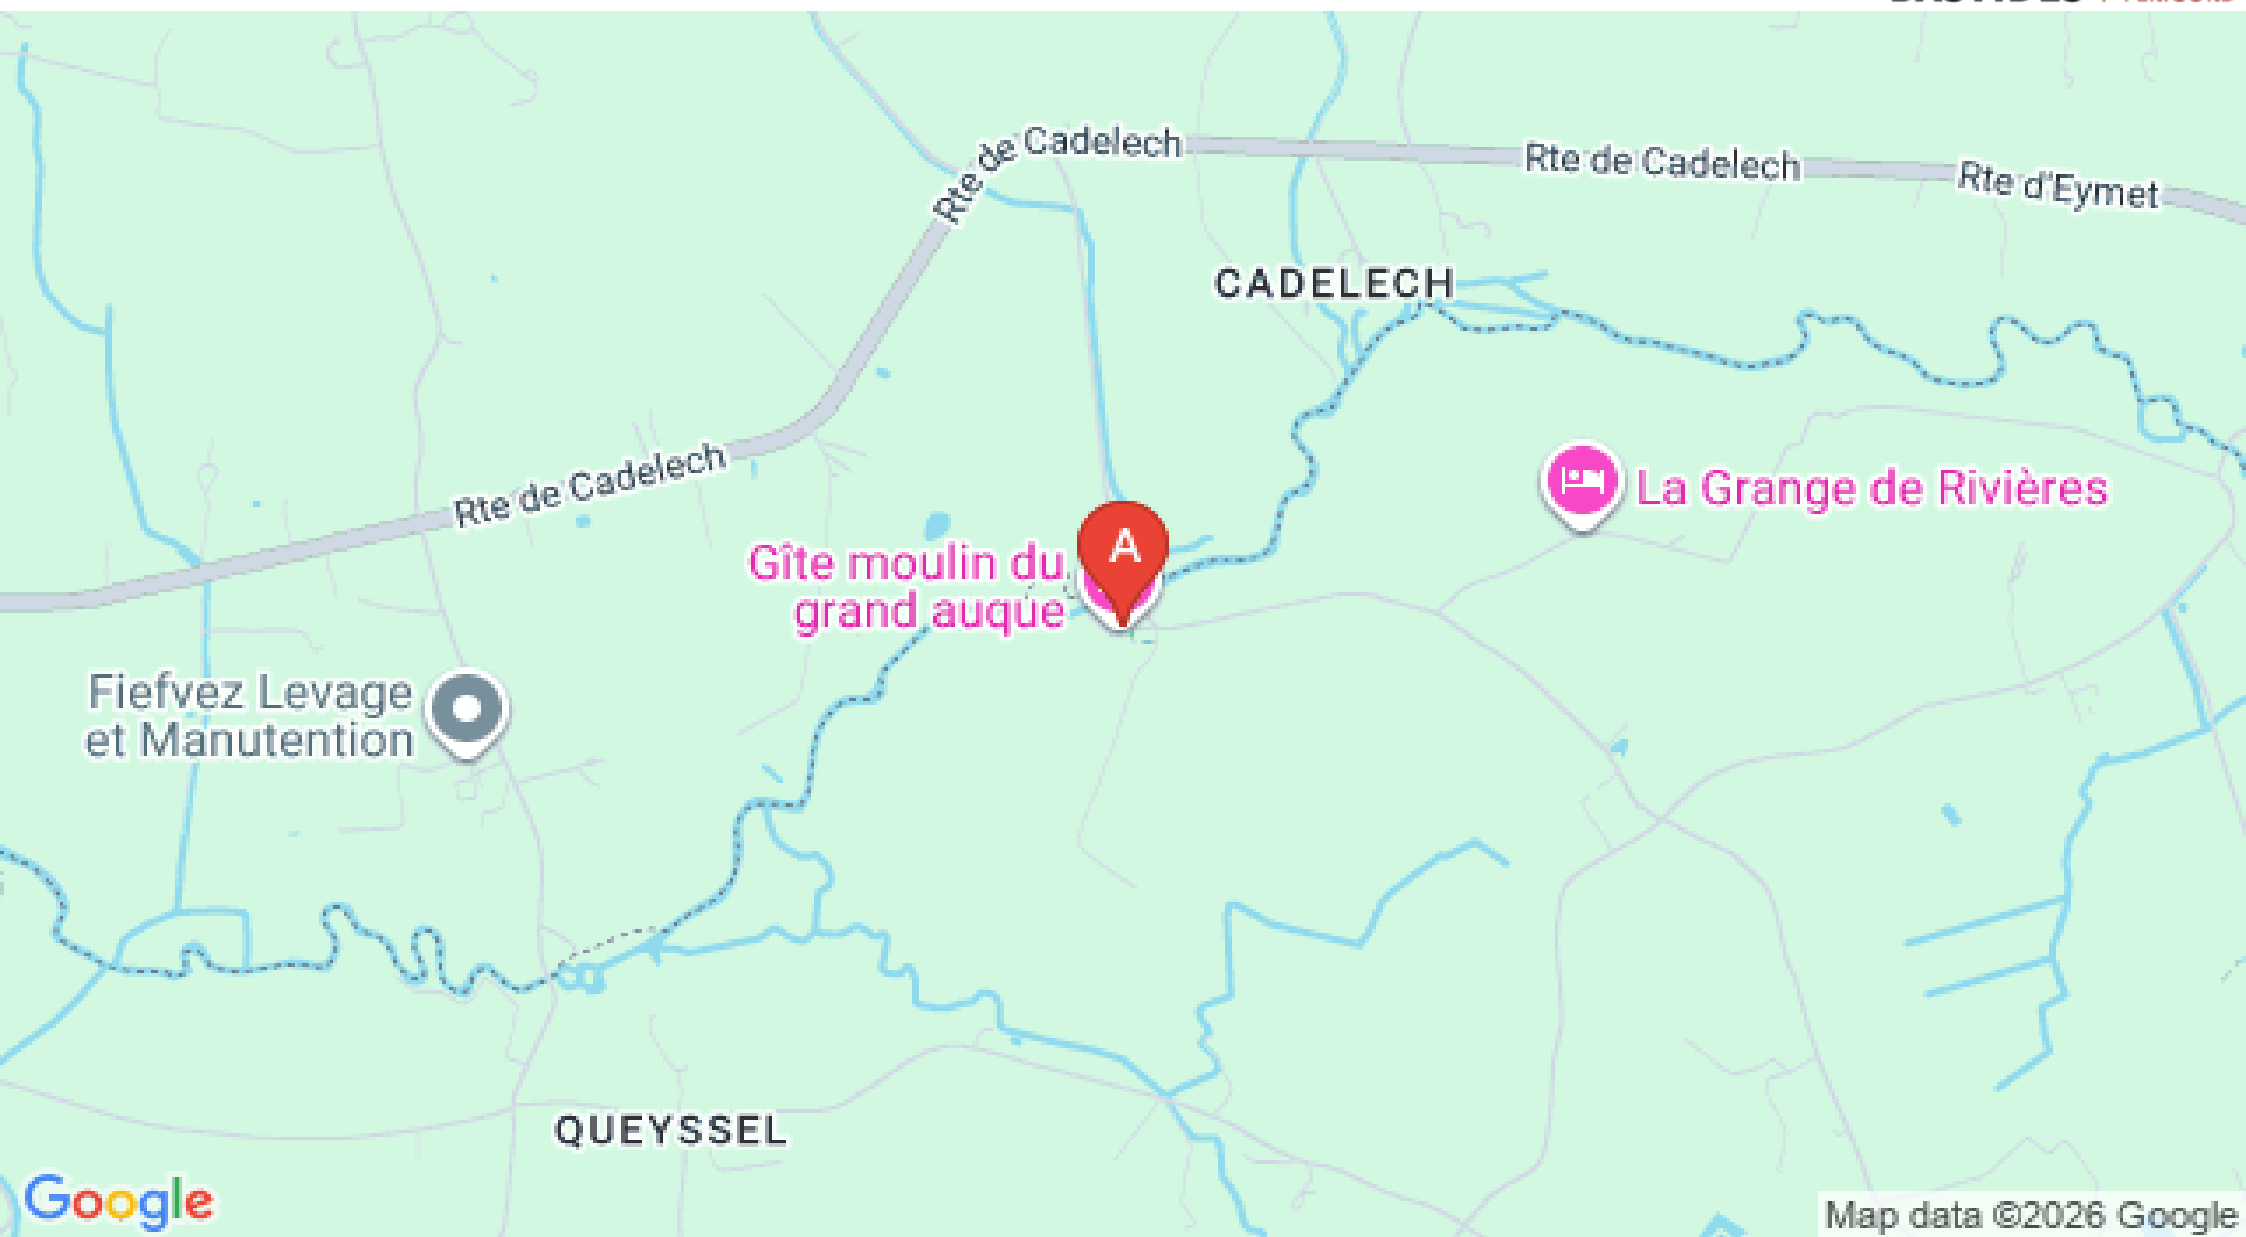 Rte de Cadelech
Rte de Cadelech
Rte d'Eymet
CADELECH
Rte de Cadelech
La Grange de Rivières
A
Gîte moulin du
grand auque
Fiefvez Levage
et Manutention
QUEYSSEL
Google
Map data ©2026 Google